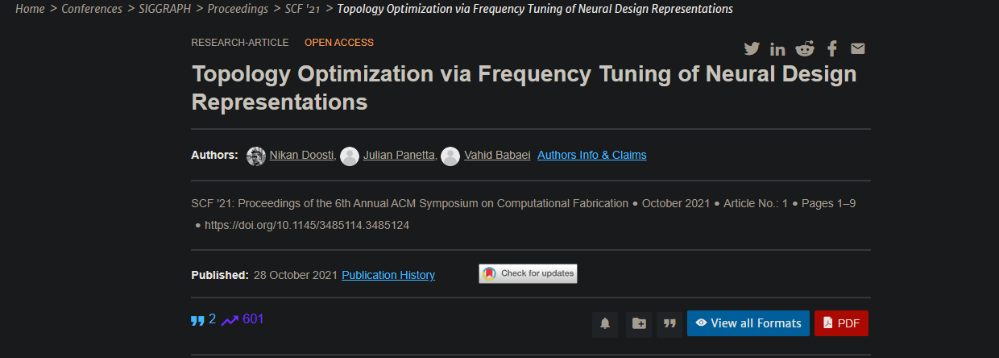 Home > Conferences > SIGGRAPH > Proceedings > SCF '21 > Topology Optimization via Frequency Tuning of Neural Design Representations
RESEARCH-ARTICLE OPEN ACCESS
Topology Optimization via Frequency Tuning of Neural Design
Representations
Authors: Nikan Doosti, Julian Panetta, Vahid Babaei Authors Info & Claims
SCF '21: Proceedings of the 6th Annual ACM Symposium on Computational Fabrication • October 2021 • Article No.: 1 • Pages 1–9
• https://doi.org/10.1145/3485114.3485124
Published: 28 October 2021 Publication History Check for updates
2 601 View all Formats PDF